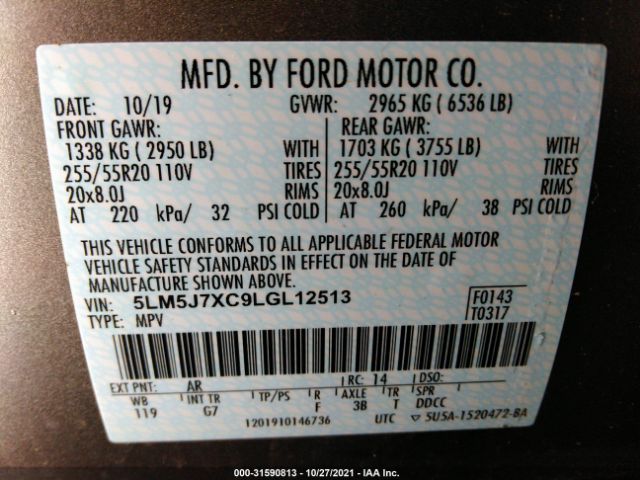 MFD. BY FORD MOTOR CO.
DATE: 10/19 GVWR: 2965 KG ( 6536 LB)
FRONT GAWR: REAR GAWR:
1338 KG ( 2950 LB) WITH 1703 KG ( 3755 LB) WITH
255/55R20 110V TIRES 255/55R20 110V TIRES
20x8.0J RIMS 20x8.0J RIMS
AT 220 kPa/ 32 PSI COLD AT 260 kPa/ 38 PSI COLD
THIS VEHICLE CONFORMS TO ALL APPLICABLE FEDERAL MOTOR
VEHICLE SAFETY STANDARDS IN EFFECT ON THE DATE OF
MANUFACTURE SHOWN ABOVE.
VIN: 5LM5J7XC9LGL12513 F0143
TYPE: MPV T0317
EXT PNT: AR RC: 14 DSO:
WB INT TR TP/PS R AXLE TR SPR
119 G7 F 3B T DDCC
1201910146736 UTC ▽ 5U5A-1520472-BA
000-31590813 - 10/27/2021 - IAA Inc.